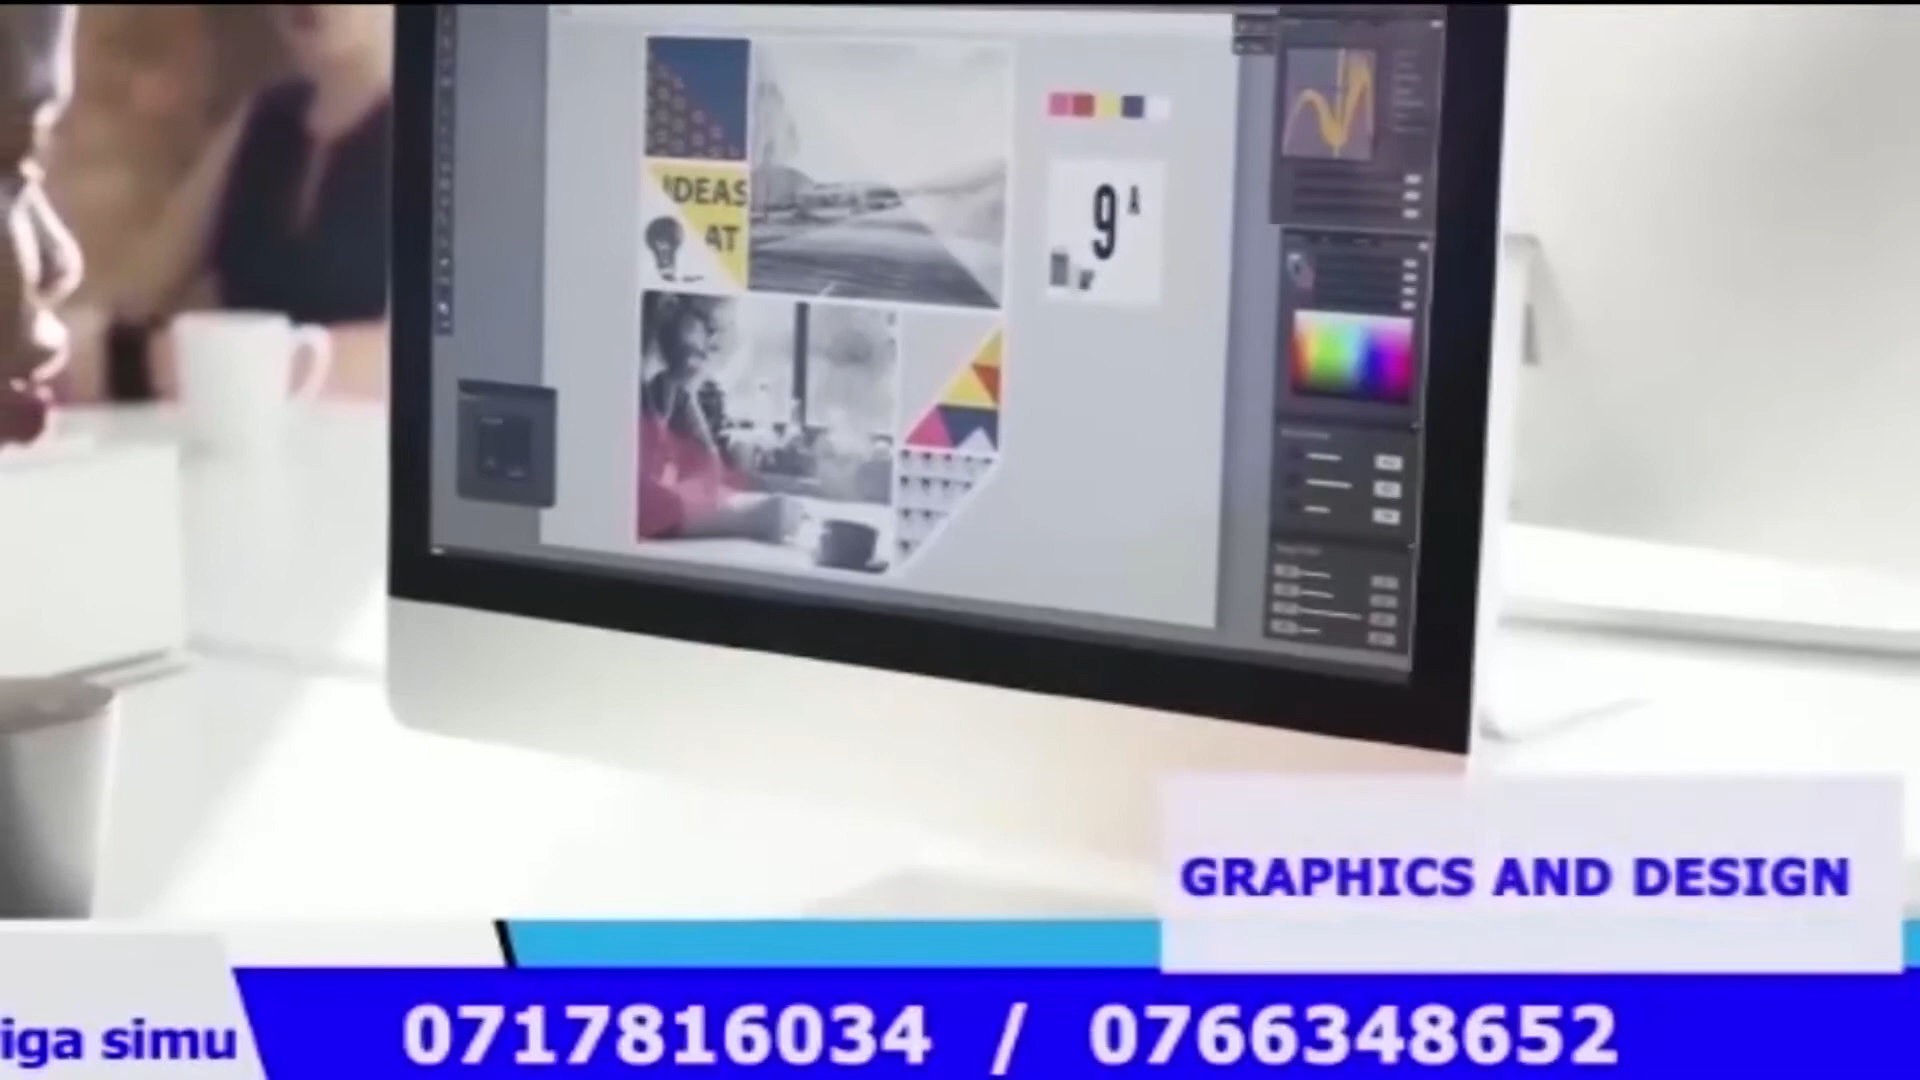 IDEAS
AT
9
GRAPHICS AND DESIGN
iga simu
0717816034 / 0766348652